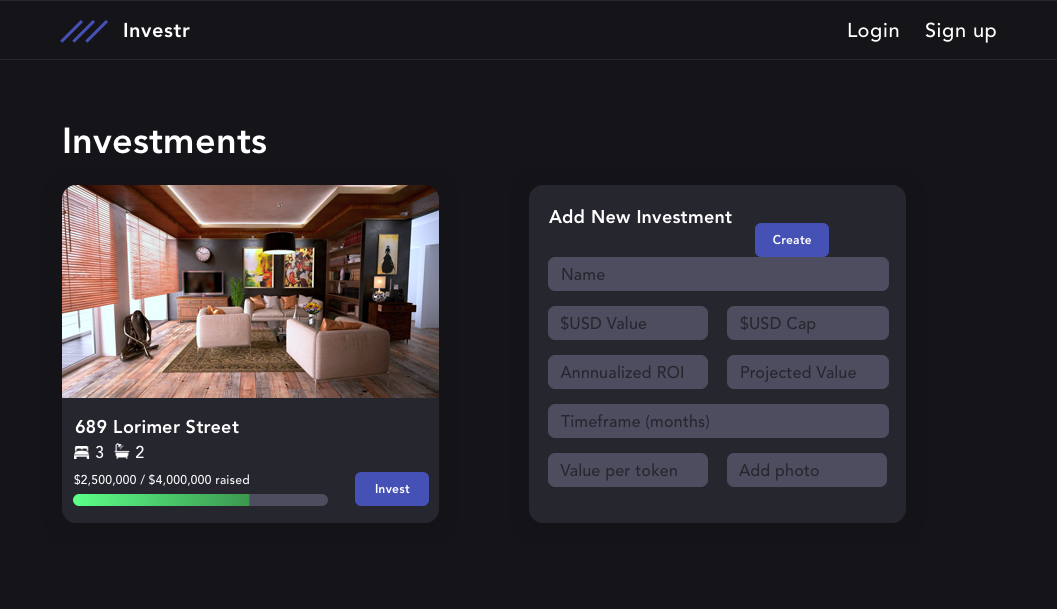 Investr
Login
Sign up
Investments
689 Lorimer Street
3 2
$2,500,000 / $4,000,000 raised
Invest
Add New Investment
Create
Name
$USD Value
$USD Cap
Annnualized ROI
Projected Value
Timeframe (months)
Value per token
Add photo